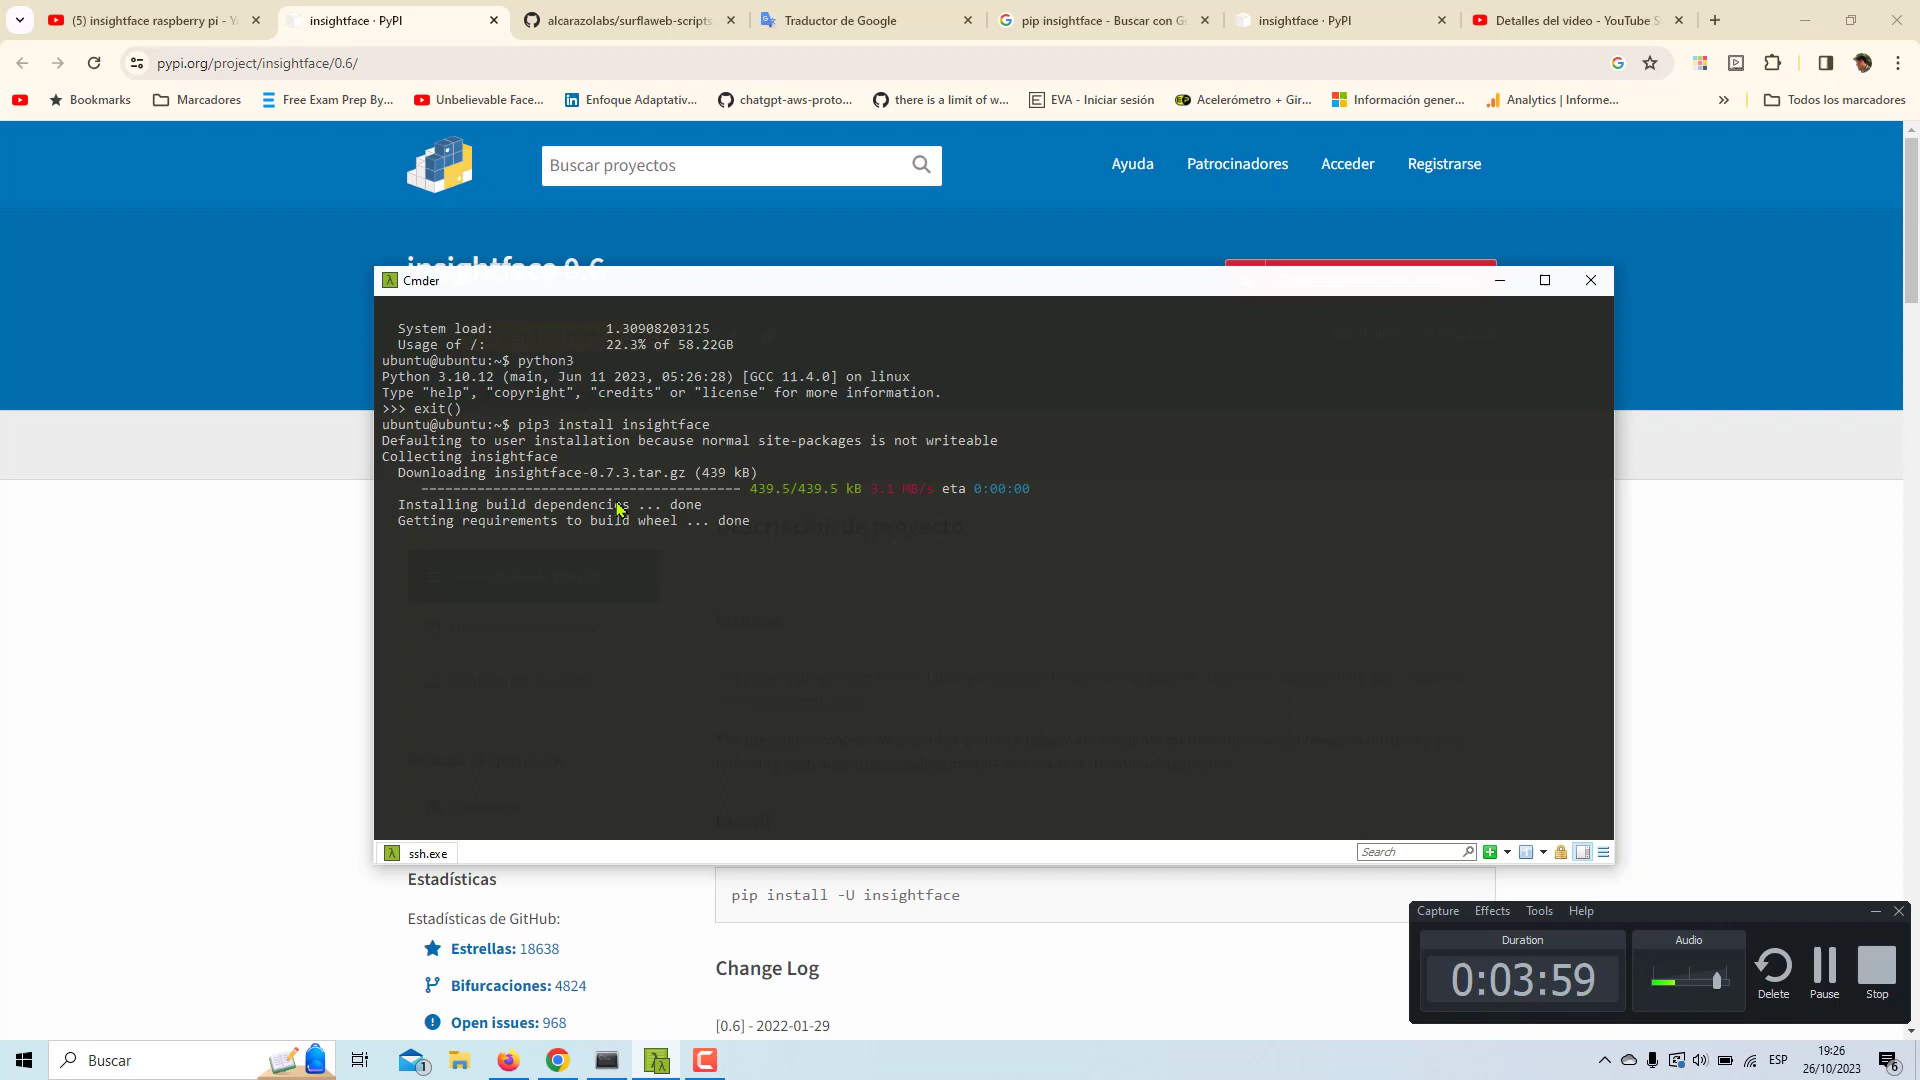 (5) insightface raspberry pi - Y
insightface · PyPI
alcarazolabs/surflaweb-scripts
Traductor de Google
pip insightface - Buscar con G
insightface · PyPI
Detalles del video - YouTube S
pypi.org/project/insightface/0.6/
Bookmarks
Marcadores
Free Exam Prep By...
Unbelievable Face...
Enfoque Adaptativ...
chatgpt-aws-proto...
there is a limit of w...
EVA - Iniciar sesión
Acelerómetro + Gir...
Información gener...
Analytics | Informe...
Todos los marcadores
Buscar proyectos
Ayuda
Patrocinadores
Acceder
Registrarse
insightface 0.6
Cmder
System load: 1.30908203125
Usage of /: 22.3% of 58.22GB
ubuntu@ubuntu:~$ python3
Python 3.10.12 (main, Jun 11 2023, 05:26:28) [GCC 11.4.0] on linux
Type "help", "copyright", "credits" or "license" for more information.
>>> exit()
ubuntu@ubuntu:~$ pip3 install insightface
Defaulting to user installation because normal site-packages is not writeable
Collecting insightface
Downloading insightface-0.7.3.tar.gz (439 kB)
---------------------------------------- 439.5/439.5 kB 3.1 MB/s eta 0:00:00
Installing build dependencies ... done
Getting requirements to build wheel ... done
Descripción de proyecto
ssh.exe
Search
Estadísticas
Estadísticas de GitHub:
Estrellas: 18638
Bifurcaciones: 4824
Open issues: 968
pip install -U insightface
Change Log
[0.6] - 2022-01-29
Capture
Effects
Tools
Help
Duration
0:03:59
Audio
Delete
Pause
Stop
Buscar
1
ESP
19:26
26/10/2023
6